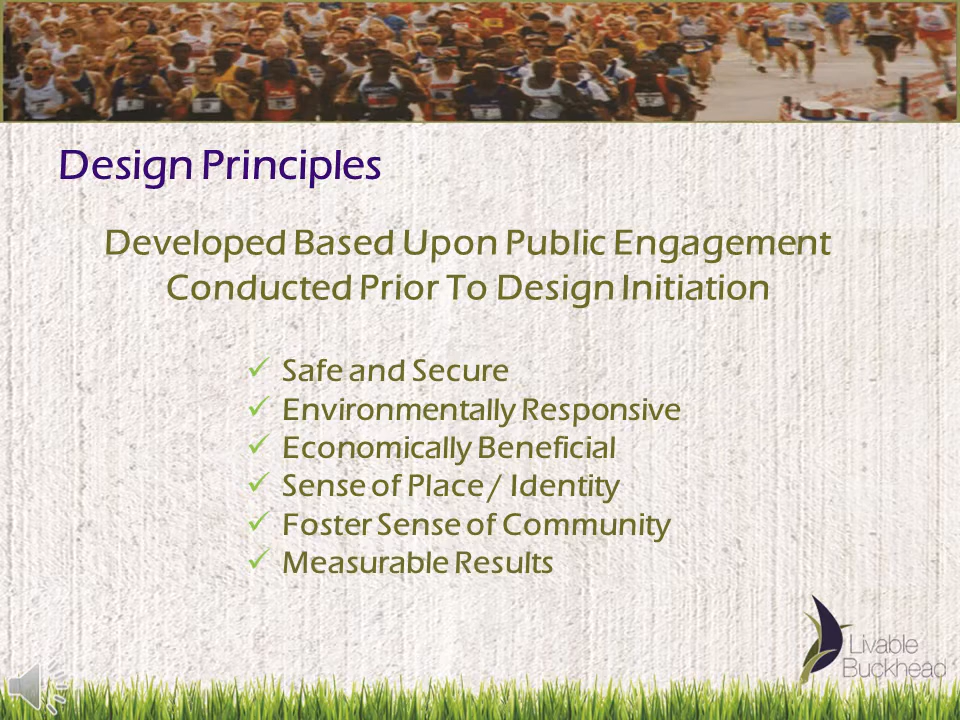 Design Principles
Developed Based Upon Public Engagement
Conducted Prior To Design Initiation
Safe and Secure
Environmentally Responsive
Economically Beneficial
Sense of Place / Identity
Foster Sense of Community
Measurable Results
Livable
Buckhead